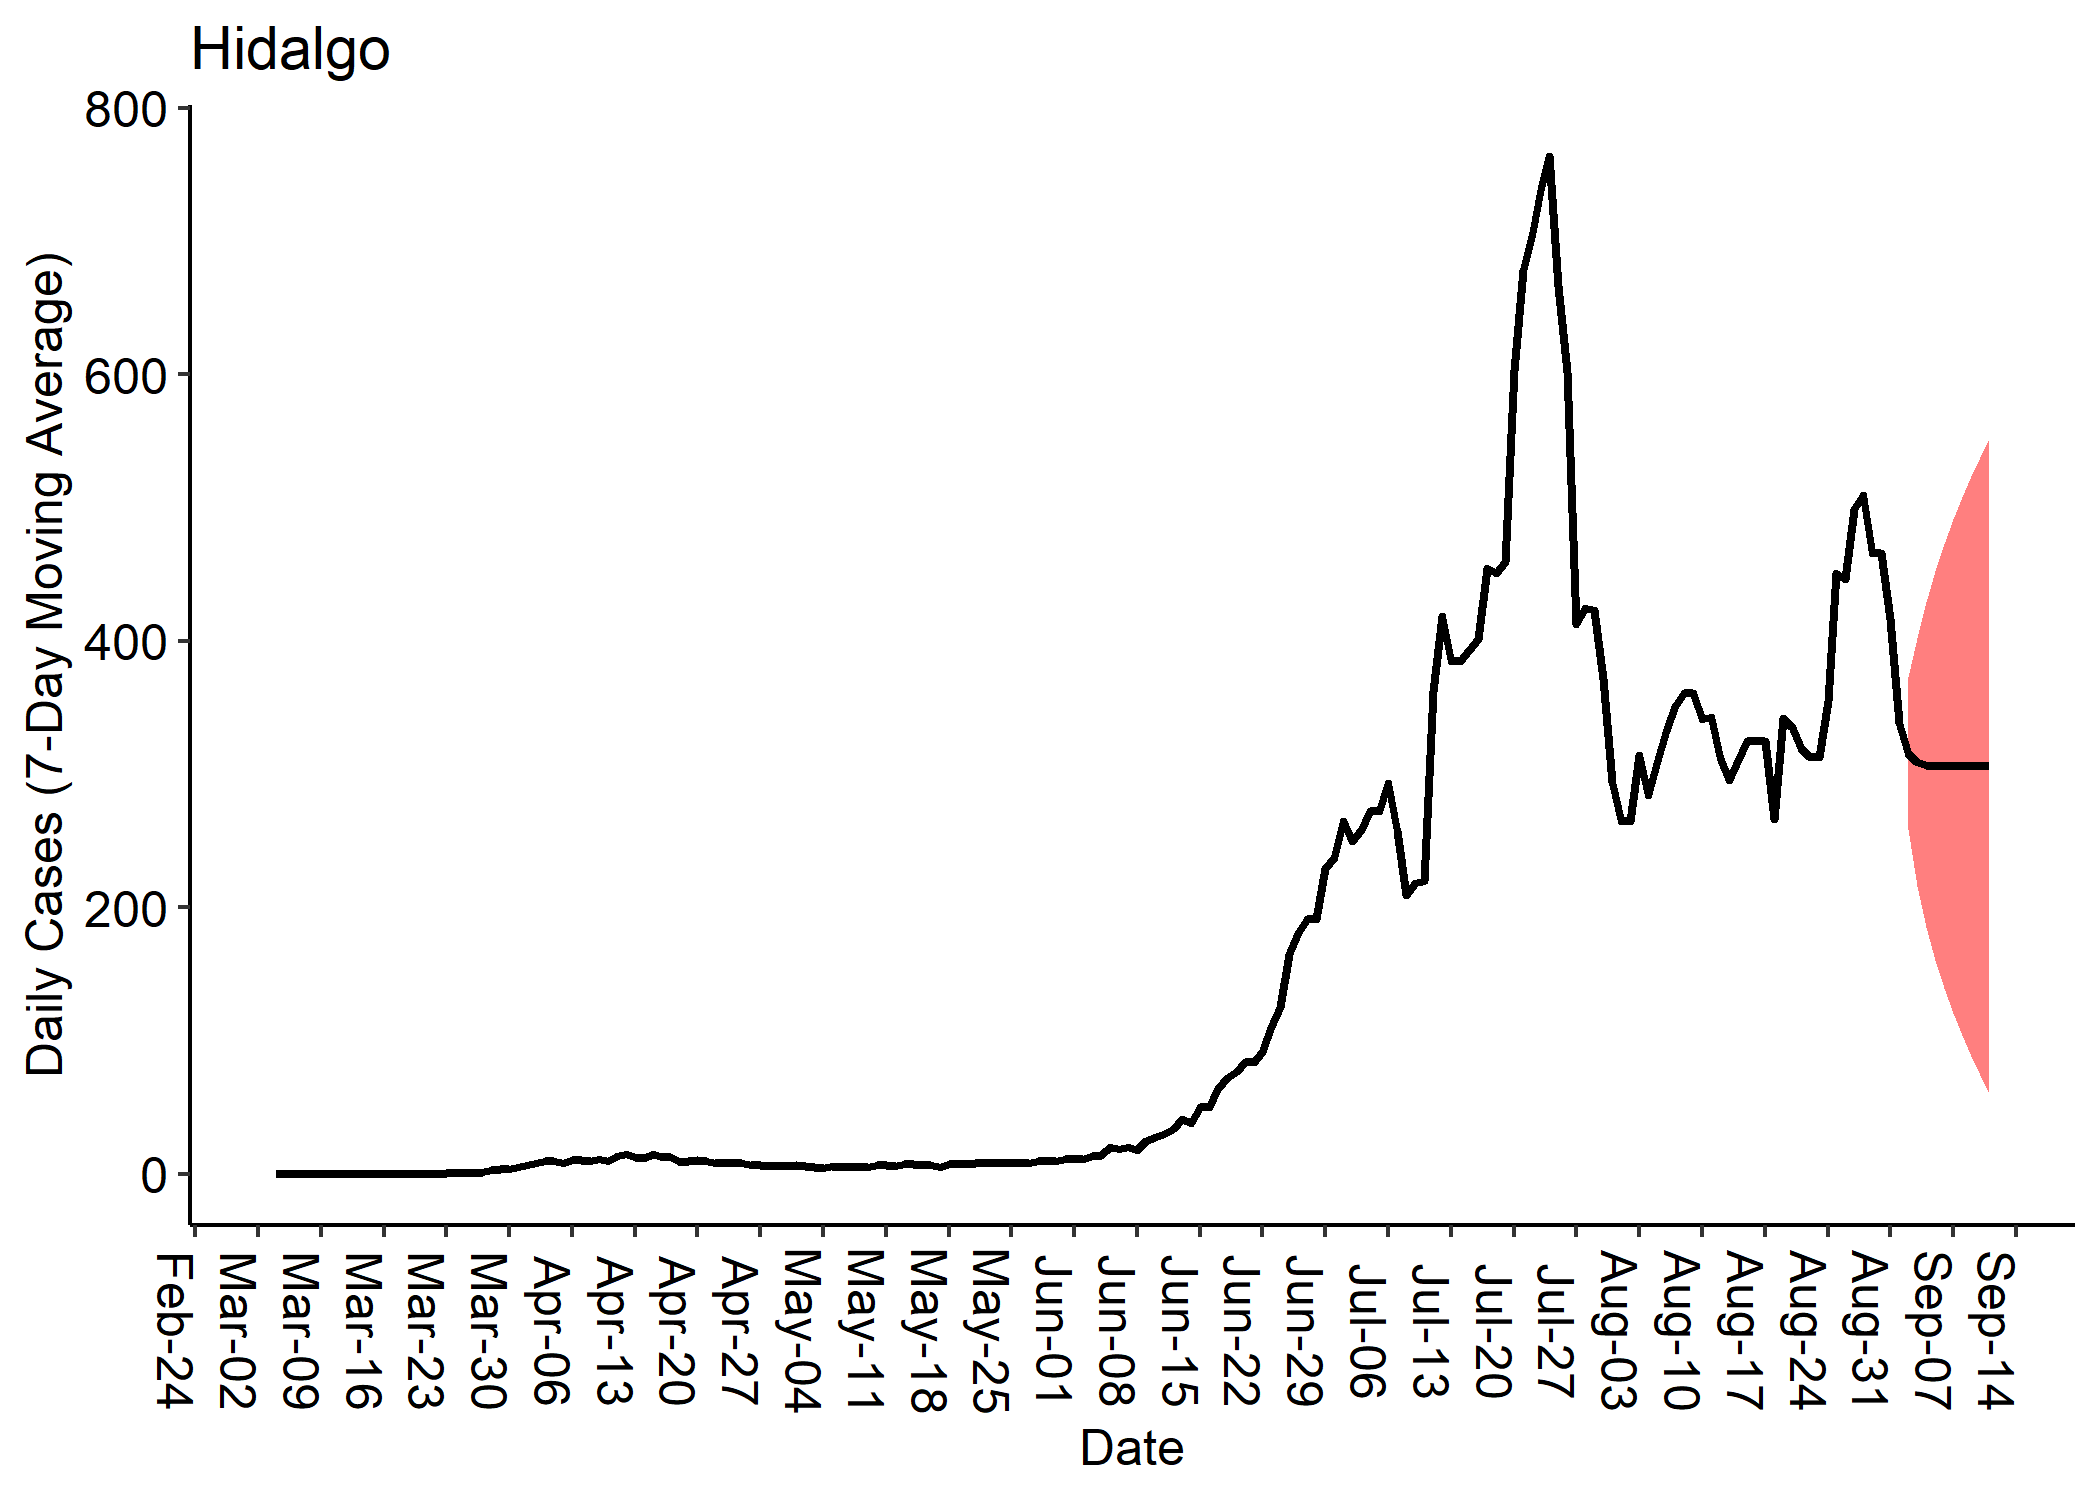 Hidalgo
800
600
400
200
0
Daily Cases (7-Day Moving Average)
Feb-24
Mar-02
Mar-09
Mar-16
Mar-23
Mar-30
Apr-06
Apr-13
Apr-20
Apr-27
May-04
May-11
May-18
May-25
Jun-01
Jun-08
Jun-15
Jun-22
Jun-29
Jul-06
Jul-13
Jul-20
Jul-27
Aug-03
Aug-10
Aug-17
Aug-24
Aug-31
Sep-07
Sep-14
Date